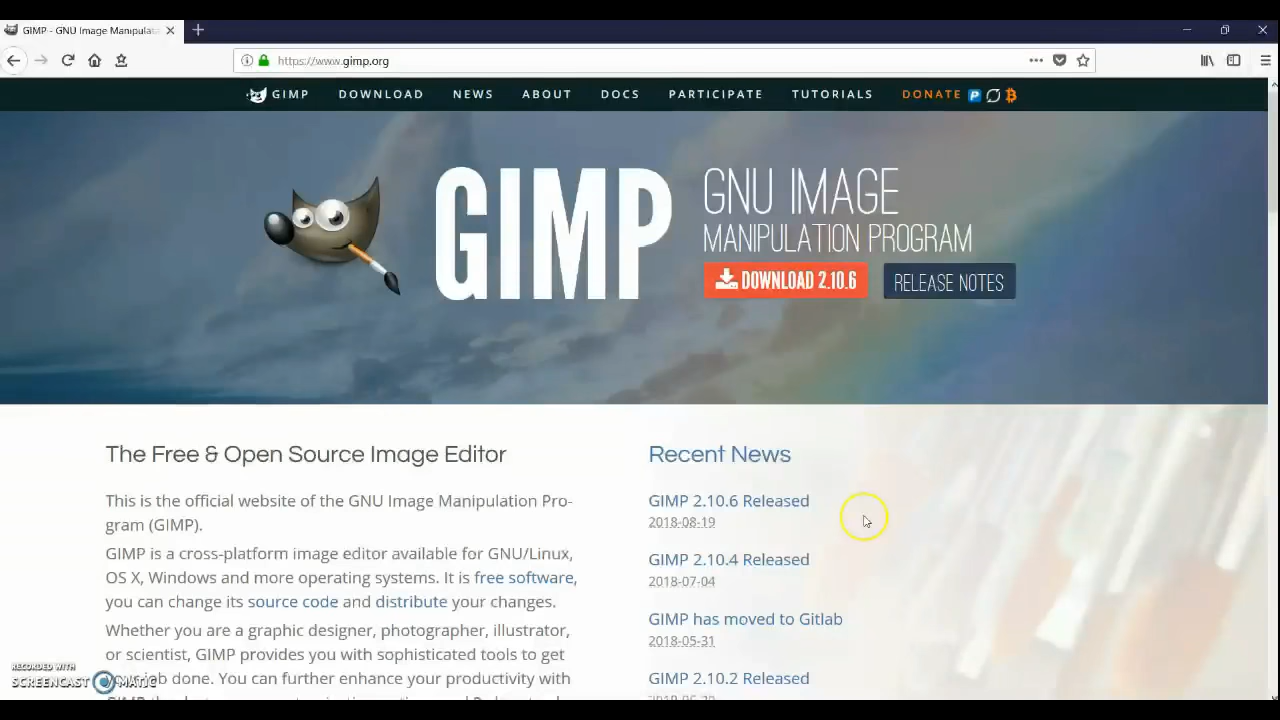 GIMP - GNU Image Manipulat
https://www.gimp.org
GIMP DOWNLOAD NEWS ABOUT DOCS PARTICIPATE TUTORIALS DONATE
GIMP
GNU IMAGE
MANIPULATION PROGRAM
DOWNLOAD 2.10.6
RELEASE NOTES
The Free & Open Source Image Editor
This is the official website of the GNU Image Manipulation Pro-
gram (GIMP).
GIMP is a cross-platform image editor available for GNU/Linux,
OS X, Windows and more operating systems. It is free software,
you can change its source code and distribute your changes.
Whether you are a graphic designer, photographer, illustrator,
or scientist, GIMP provides you with sophisticated tools to get
job done. You can further enhance your productivity with
Recent News
GIMP 2.10.6 Released
2018-08-19
GIMP 2.10.4 Released
2018-07-04
GIMP has moved to Gitlab
2018-05-31
GIMP 2.10.2 Released
RECORDED WITH
SCREENCAST MATIC